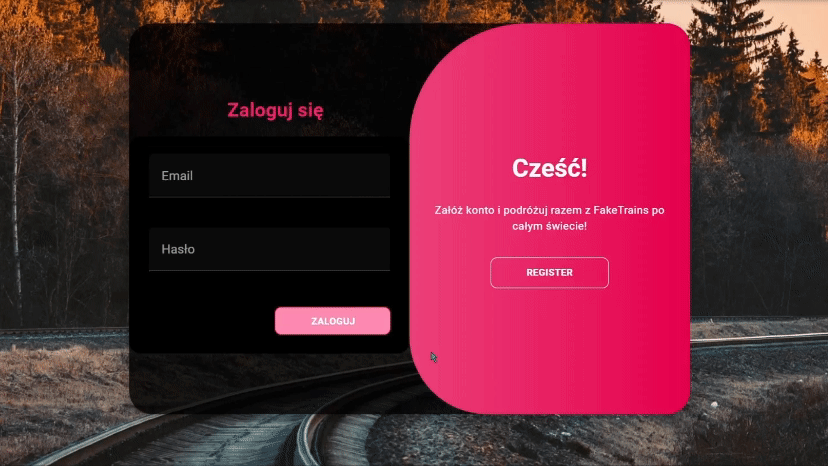 Zaloguj się
Email
Hasło
ZALOGUJ
Cześć!
Załóż konto i podróżuj razem z FakeTrains po
całym świecie!
REGISTER